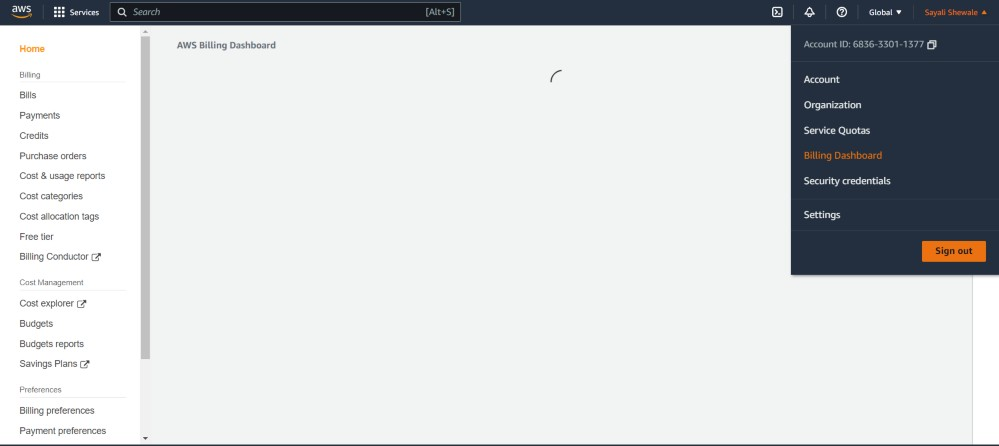 aws
Services
Search [Alt+S]
Global
Sayali Shewale
Home
Billing
Bills
Payments
Credits
Purchase orders
Cost & usage reports
Cost categories
Cost allocation tags
Free tier
Billing Conductor
Cost Management
Cost explorer
Budgets
Budgets reports
Savings Plans
Preferences
Billing preferences
Payment preferences
AWS Billing Dashboard
Account ID: 6836-3301-1377
Account
Organization
Service Quotas
Billing Dashboard
Security credentials
Settings
Sign out